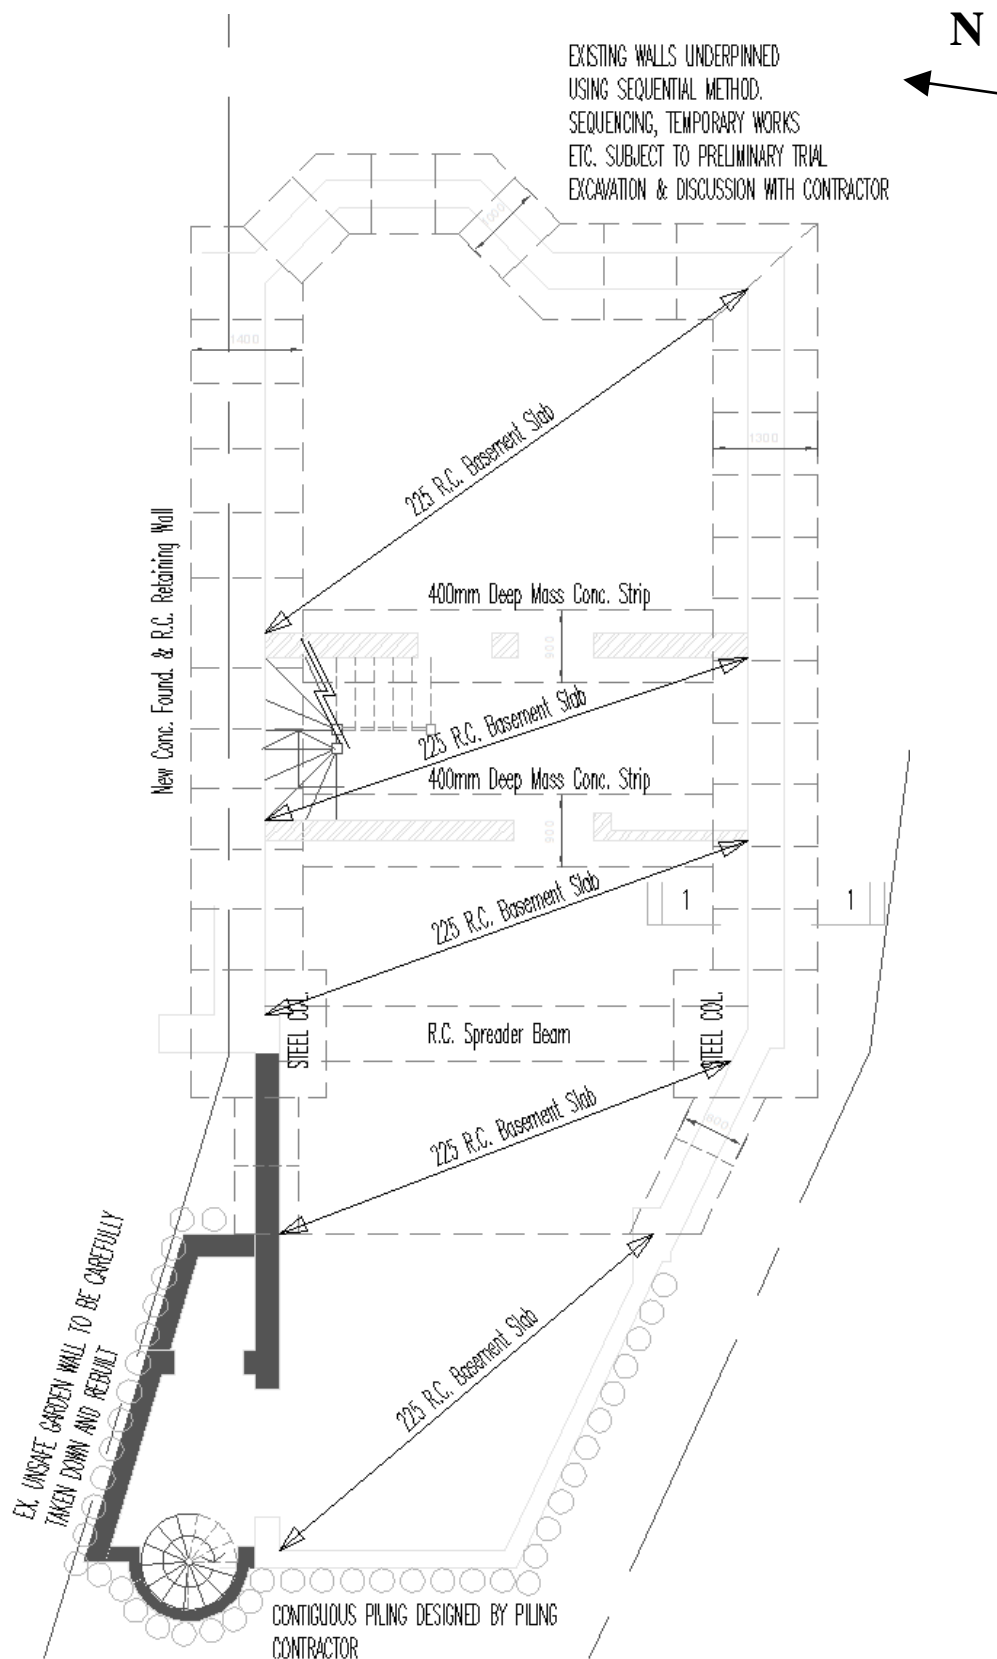 N
EXISTING WALLS UNDERPINNED
USING SEQUENTIAL METHOD.
SEQUENCING, TEMPORARY WORKS
ETC. SUBJECT TO PRELIMINARY TRIAL
EXCAVATION & DISCUSSION WITH CONTRACTOR
1000
1400
1300
225 R.C. Basement Slab
New Conc. Found. & R.C. Retaining Wall
400mm Deep Mass Conc. Strip
900
225 R.C. Basement Slab
400mm Deep Mass Conc. Strip
900
225 R.C. Basement Slab
1
1
STEEL COL.
R.C. Spreader Beam
STEEL COL.
225 R.C. Basement Slab
800
EX. UNSAFE GARDEN WALL TO BE CAREFULLY
TAKEN DOWN AND REBUILT
225 R.C. Basement Slab
CONTIGUOUS PILING DESIGNED BY PILING
CONTRACTOR